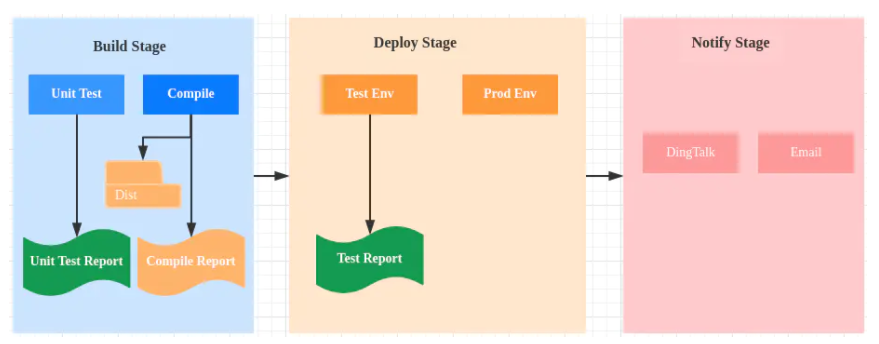 Build Stage
Deploy Stage
Notify Stage
Unit Test
Compile
Test Env
Prod Env
DingTalk
Email
Dist
Unit Test Report
Compile Report
Test Report